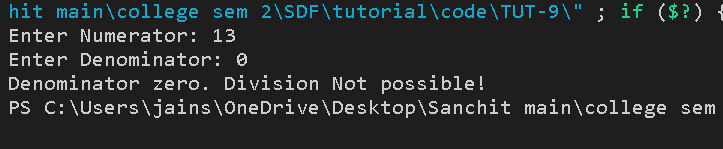 hit main\college sem 2\SDF\tutorial\code\TUT-9\" ; if ($?) {
Enter Numerator: 13
Enter Denominator: 0
Denominator zero. Division Not possible!
PS C:\Users\jains\OneDrive\Desktop\Sanchit main\college sem